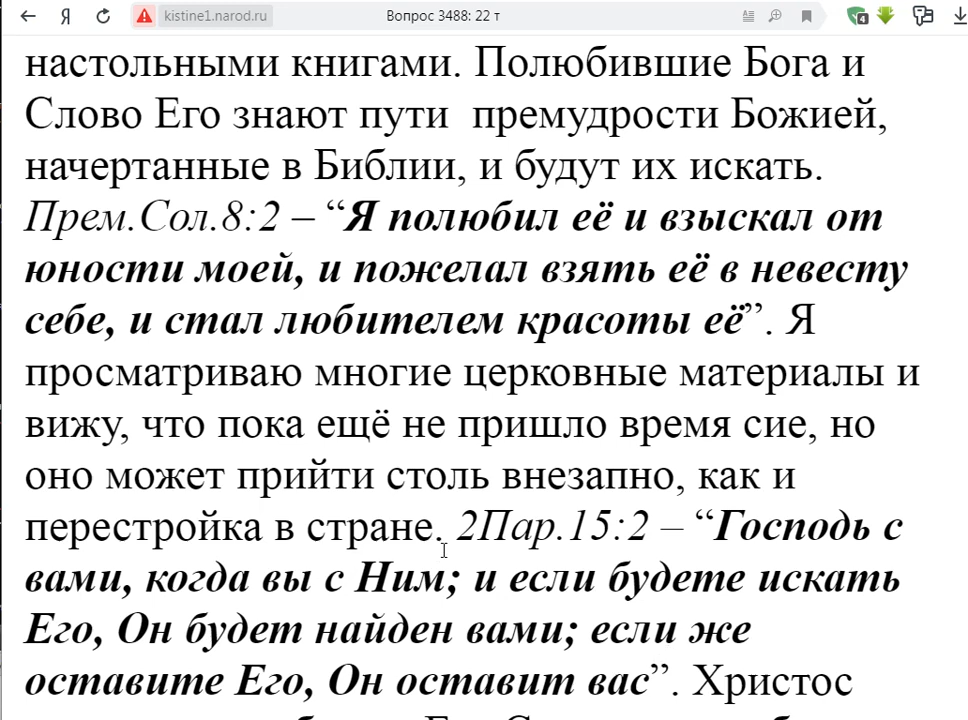 kistine1.narod.ru Вопрос 3488: 22 т
настольными книгами. Полюбившие Бога и
Слово Его знают пути премудрости Божией,
начертанные в Библии, и будут их искать.
Прем.Сол.8:2 – “Я полюбил её и взыскал от
юности моей, и пожелал взять её в невесту
себе, и стал любителем красоты её”. Я
просматриваю многие церковные материалы и
вижу, что пока ещё не пришло время сие, но
оно может прийти столь внезапно, как и
перестройка в стране. 2Пар.15:2 – “Господь с
вами, когда вы с Ним; и если будете искать
Его, Он будет найден вами; если же
оставите Его, Он оставит вас”. Христос